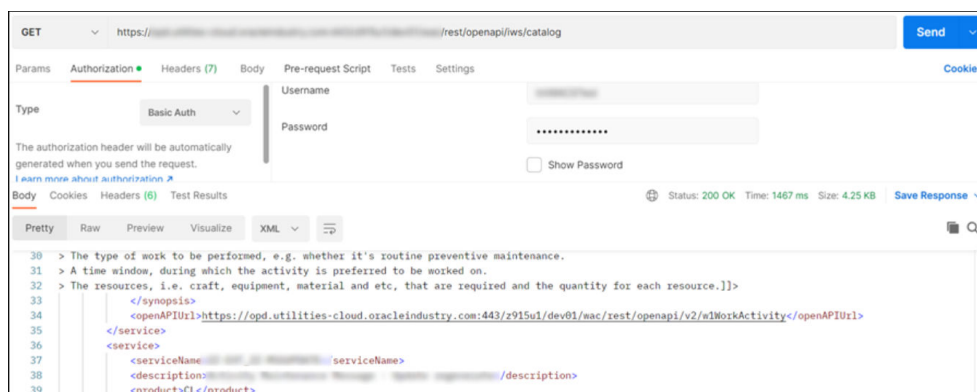 GET https:// /rest/openapi/iws/catalog Send
Params Authorization Headers (7) Body Pre-request Script Tests Settings Cookie
Username
Type Basic Auth
Password
The authorization header will be automatically
generated when you send the request. Show Password
Learn more about authorization
Body Cookies Headers (6) Test Results Status: 200 OK Time: 1467 ms Size: 4.25 KB Save Response
Pretty Raw Preview Visualize XML
30 > The type of work to be performed, e.g. whether it's routine preventive maintenance.
31 > A time window, during which the activity is preferred to be worked on.
32 > The resources, i.e. craft, equipment, material and etc, that are required and the quantity for each resource.]]>
33 </synopsis>
34 <openAPIUrl>https://opd.utilities-cloud.oracleindustry.com:443/z915u1/dev01/wac/rest/openapi/v2/w1WorkActivity</openAPIUrl>
35 </service>
36 <service>
37 <serviceName /serviceName>
38 <description /description>
39 <product>CL</product>